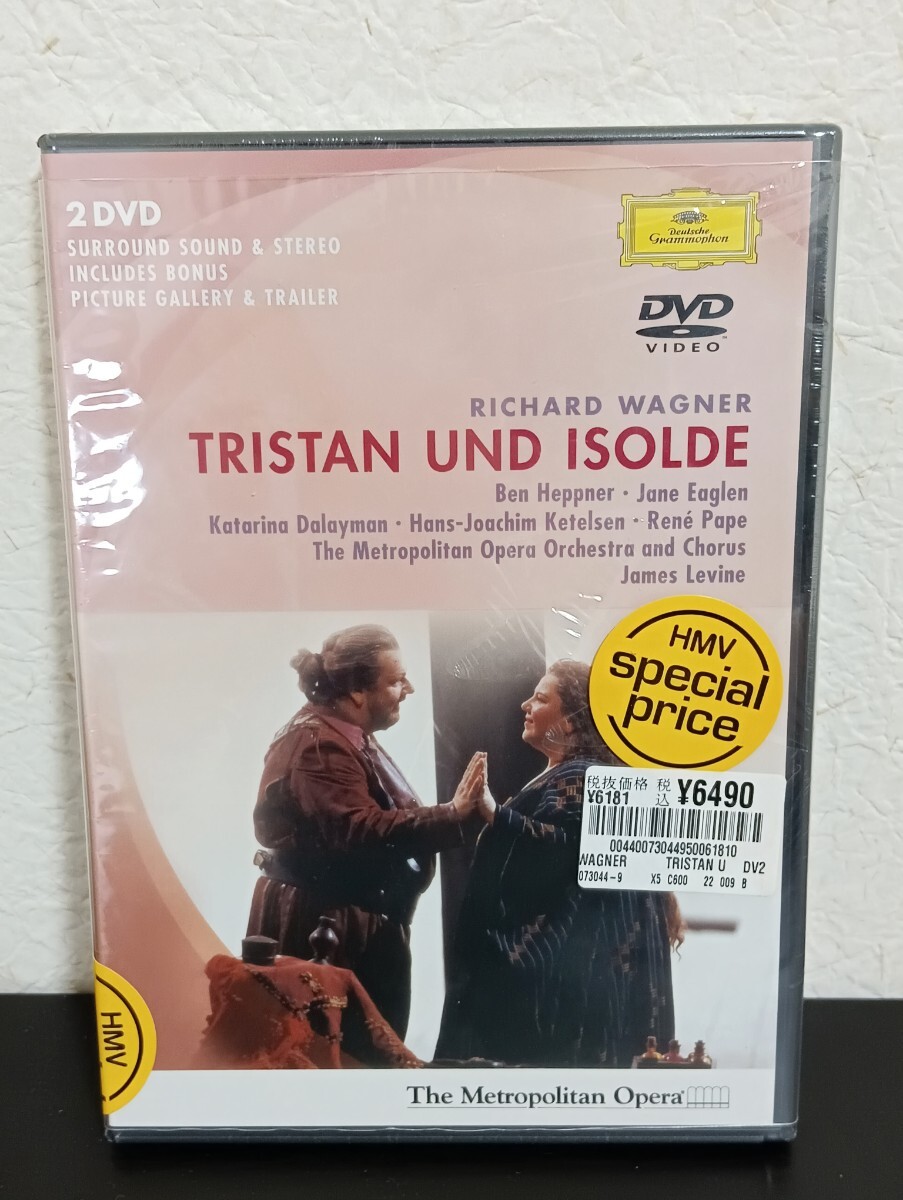 2 DVD
SURROUND SOUND & STEREO
INCLUDES BONUS
PICTURE GALLERY & TRAILER
Deutsche
Grammophon
DVD
VIDEO
RICHARD WAGNER
TRISTAN UND ISOLDE
Ben Heppner · Jane Eaglen
Katarina Dalayman · Hans-Joachim Ketelsen · René Pape
The Metropolitan Opera Orchestra and Chorus
James Levine
HMV
special
price
税抜価格 税込 ¥6490
¥6181
0044007304495006181​0
WAGNER TRISTAN U DV2
073044-9 X5 C600 22 009 B
HMV
The Metropolitan Opera